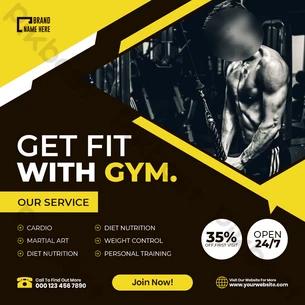 BRAND
NAME HERE
GET FIT
WITH GYM.
OUR SERVICE
CARDIO
DIET NUTRITION
MARTIAL ART
WEIGHT CONTROL
DIET NUTRITION
PERSONAL TRAINING
35%
OFF FIRST VISIT
OPEN
24/7
Call To Find Out More
000 123 456 7890
Join Now!
Visit Our Website For More
www.yourwebsite.com